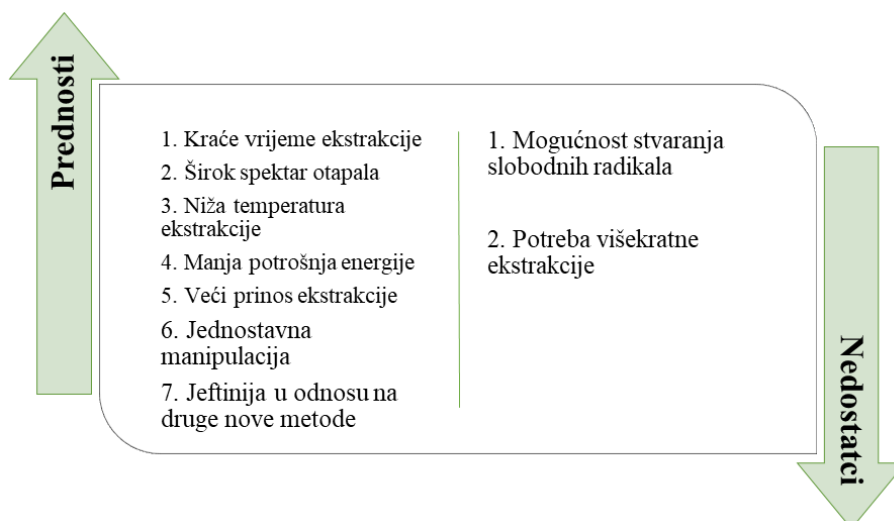 Prednosti
1. Kraće vrijeme ekstrakcije
2. Širok spektar otapala
3. Niža temperatura
ekstrakcije
4. Manja potrošnja energije
5. Veći prinos ekstrakcije
6. Jednostavna
manipulacija
7. Jeftinija u odnosu na
druge nove metode
1. Mogućnost stvaranja
slobodnih radikala
2. Potreba višekratne
ekstrakcije
Nedostatci